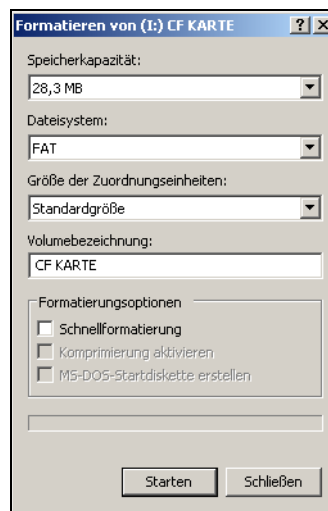 Formatieren von (I:) CF KARTE
Speicherkapazität:
28,3 MB
Dateisystem:
FAT
Größe der Zuordnungseinheiten:
Standardgröße
Volumebezeichnung:
CF KARTE
Formatierungsoptionen
Schnellformatierung
Komprimierung aktivieren
MS-DOS-Startdiskette erstellen
Starten Schließen